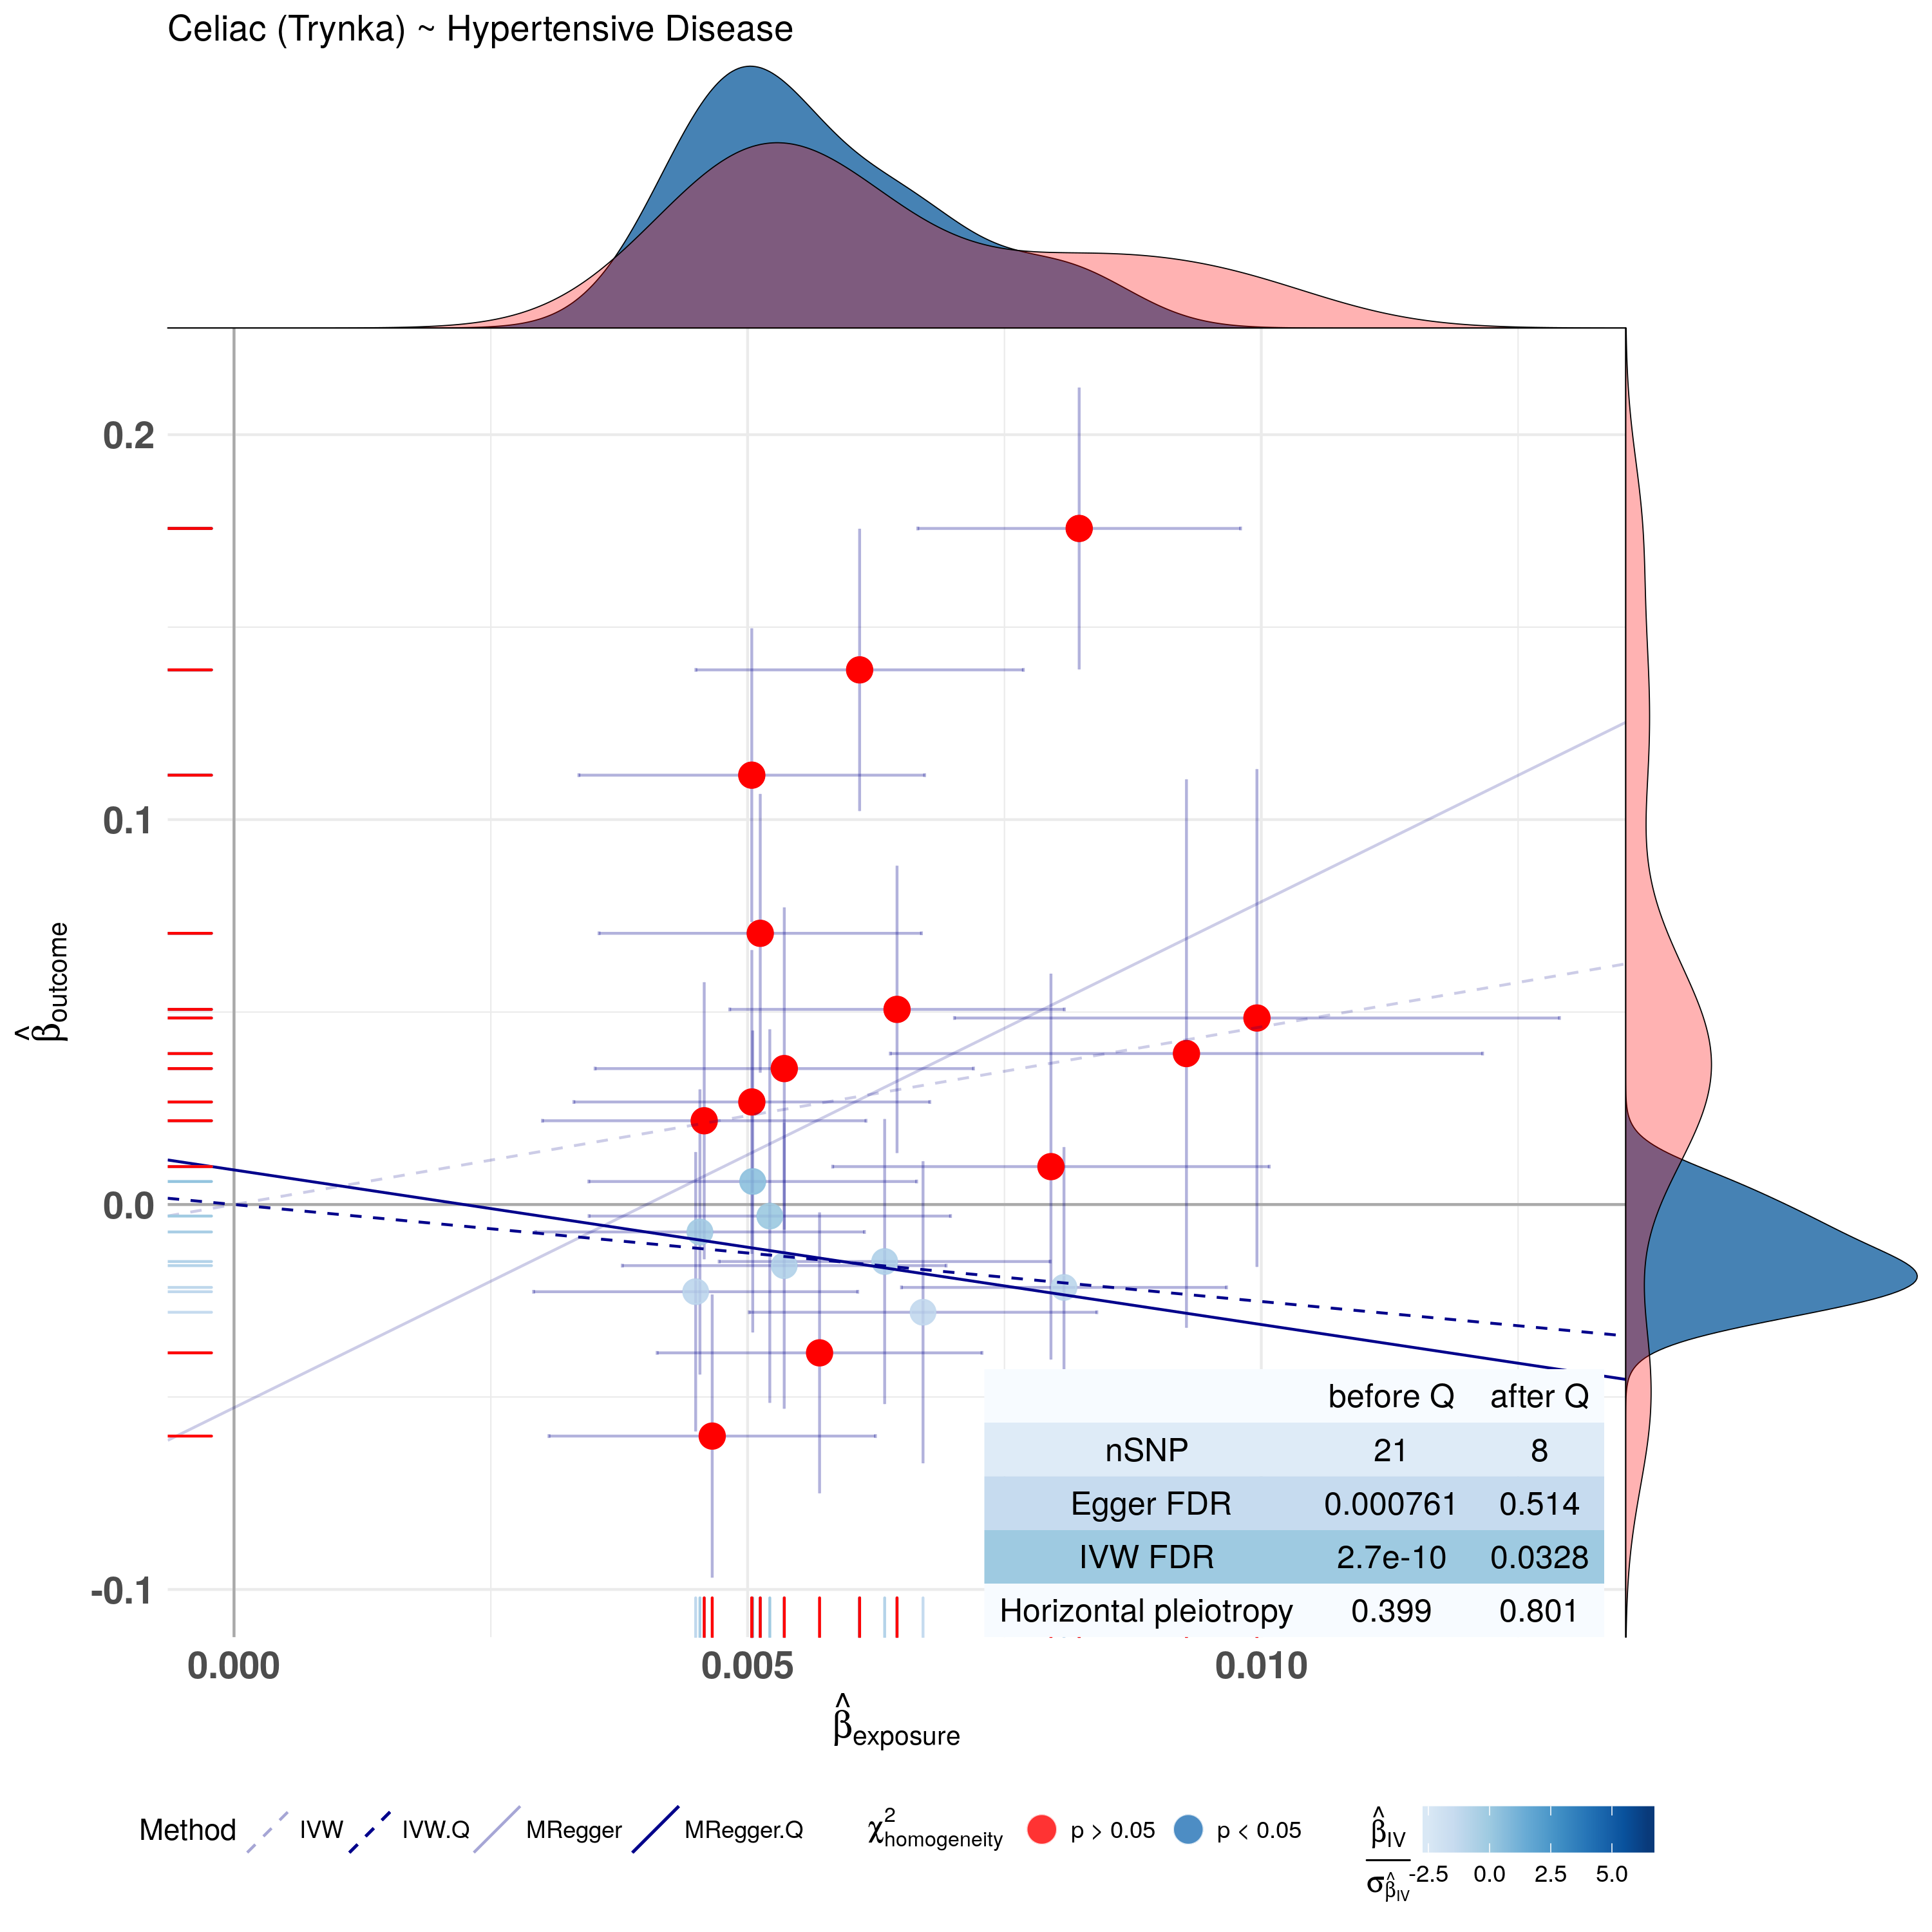 Celiac (Trynka) ~ Hypertensive Disease
0.2
0.1
0.0
-0.1
β̂outcome
before Q after Q
nSNP 21 8
Egger FDR 0.000761 0.514
IVW FDR 2.7e-10 0.0328
Horizontal pleiotropy 0.399 0.801
0.000 0.005 0.010
β̂exposure
Method IVW IVW.Q MRegger MRegger.Q χ²homogeneity p > 0.05 p < 0.05
β̂IV
σβ̂IV
-2.5 0.0 2.5 5.0